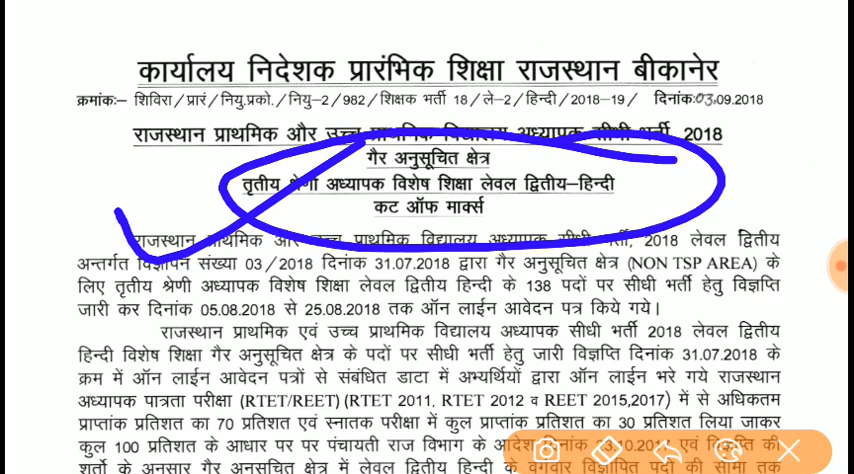 कार्यालय निदेशक प्रारंभिक शिक्षा राजस्थान बीकानेर
क्रमांकः– शिविरा/प्रारं/नियु.प्रको./नियु–2/982/शिक्षक भर्ती 18/ले–2/हिन्दी/2018–19/ दिनांकः03.09.2018
राजस्थान प्राथमिक और उच्च प्राथमिक विद्यालय अध्यापक सीधी भर्ती, 2018
गैर अनुसूचित क्षेत्र
तृतीय श्रेणी अध्यापक विशेष शिक्षा लेवल द्वितीय–हिन्दी
कट ऑफ मार्क्स
राजस्थान प्राथमिक और उच्च प्राथमिक विद्यालय अध्यापक सीधी भर्ती, 2018 लेवल द्वितीय
अन्तर्गत विज्ञापन संख्या 03/2018 दिनांक 31.07.2018 द्वारा गैर अनुसूचित क्षेत्र (NON TSP AREA) के
लिए तृतीय श्रेणी अध्यापक विशेष शिक्षा लेवल द्वितीय हिन्दी के 138 पदों पर सीधी भर्ती हेतु विज्ञप्ति
जारी कर दिनांक 05.08.2018 से 25.08.2018 तक ऑन लाईन आवेदन पत्र किये गये।
राजस्थान प्राथमिक एवं उच्च प्राथमिक विद्यालय अध्यापक सीधी भर्ती 2018 लेवल द्वितीय
हिन्दी विशेष शिक्षा गैर अनुसूचित क्षेत्र के पदों पर सीधी भर्ती हेतु जारी विज्ञप्ति दिनांक 31.07.2018 के
क्रम में ऑन लाईन आवेदन पत्रों से संबंधित डाटा में अभ्यर्थियों द्वारा ऑन लाईन भरे गये राजस्थान
अध्यापक पात्रता परीक्षा (RTET/REET) (RTET 2011, RTET 2012 व REET 2015,2017) में से अधिकतम
प्राप्तांक प्रतिशत का 70 प्रतिशत एवं स्नातक परीक्षा में कुल प्राप्तांक प्रतिशत का 30 प्रतिशत लिया जाकर
कुल 100 प्रतिशत के आधार पर पर पंचायती राज विभाग के आदेश दिनांक एवं विज्ञप्ति की
शर्तो के अनुसार गैर अनुसूचित क्षेत्र में लेवल द्वितीय हिन्दी के वर्गवार विज्ञापित पदों की सीमा तक